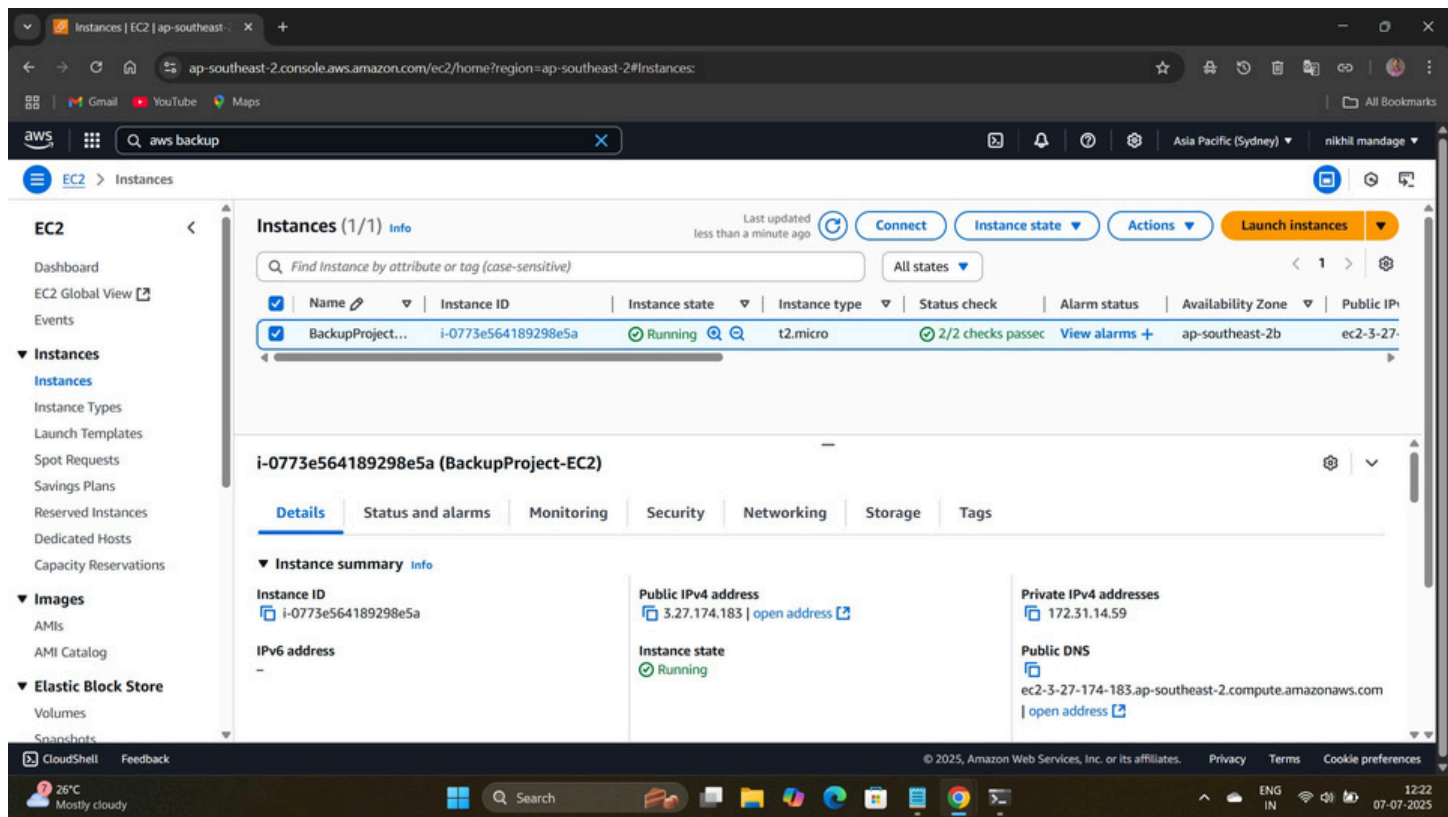 Instances | EC2 | ap-southeast-2
ap-southeast-2.console.aws.amazon.com/ec2/home?region=ap-southeast-2#Instances:
Gmail YouTube Maps All Bookmarks
aws aws backup Asia Pacific (Sydney) nikhil mandage
EC2 > Instances
EC2
Dashboard
EC2 Global View
Events
Instances
Instances
Instance Types
Launch Templates
Spot Requests
Savings Plans
Reserved Instances
Dedicated Hosts
Capacity Reservations
Images
AMIs
AMI Catalog
Elastic Block Store
Volumes
Snapshots
Instances (1/1) Info
Last updated
less than a minute ago
Connect Instance state Actions Launch instances
Find Instance by attribute or tag (case-sensitive) All states 1
Name Instance ID Instance state Instance type Status check Alarm status Availability Zone Public IPv
BackupProject... i-0773e564189298e5a Running t2.micro 2/2 checks passec View alarms + ap-southeast-2b ec2-3-27-
i-0773e564189298e5a (BackupProject-EC2)
Details Status and alarms Monitoring Security Networking Storage Tags
Instance summary Info
Instance ID
i-0773e564189298e5a
Public IPv4 address
3.27.174.183 | open address
Private IPv4 addresses
172.31.14.59
IPv6 address
–
Instance state
Running
Public DNS
ec2-3-27-174-183.ap-southeast-2.compute.amazonaws.com
| open address
CloudShell Feedback © 2025, Amazon Web Services, Inc. or its affiliates. Privacy Terms Cookie preferences
7 26°C
Mostly cloudy
Search
ENG
IN
12:22
07-07-2025